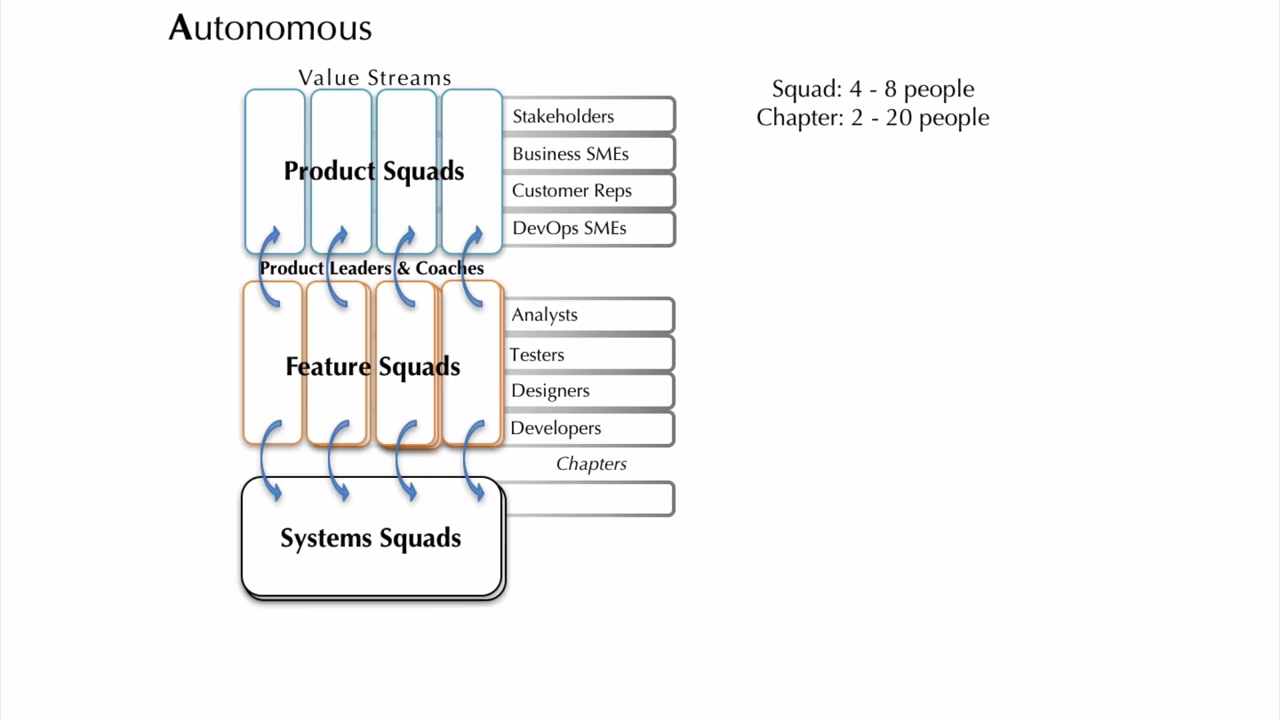 Autonomous
Value Streams
Squad: 4 - 8 people
Chapter: 2 - 20 people
Product Squads
Stakeholders
Business SMEs
Customer Reps
DevOps SMEs
Product Leaders & Coaches
Feature Squads
Analysts
Testers
Designers
Developers
Chapters
Systems Squads